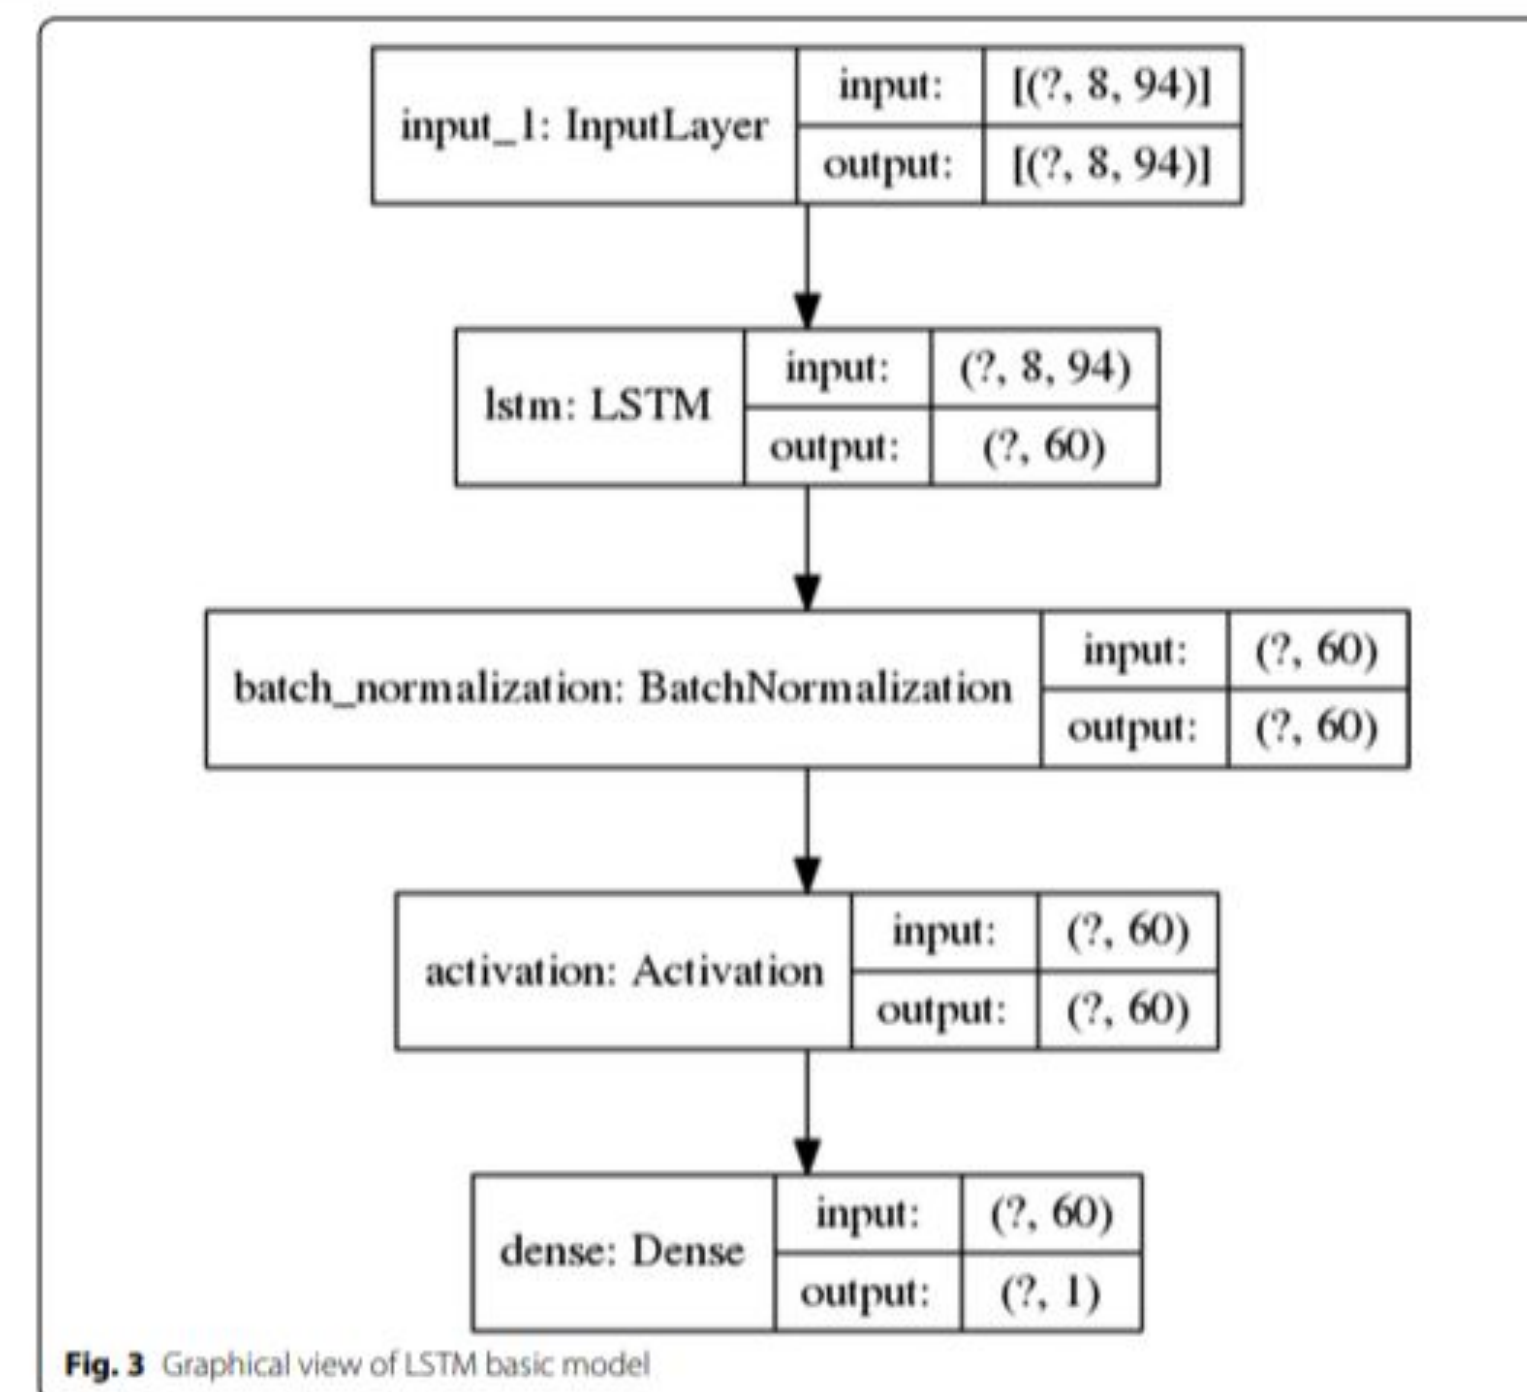 input_1: InputLayer
input: [(?, 8, 94)]
output: [(?, 8, 94)]
lstm: LSTM
input: (?, 8, 94)
output: (?, 60)
batch_normalization: BatchNormalization
input: (?, 60)
output: (?, 60)
activation: Activation
input: (?, 60)
output: (?, 60)
dense: Dense
input: (?, 60)
output: (?, 1)
Fig. 3 Graphical view of LSTM basic model